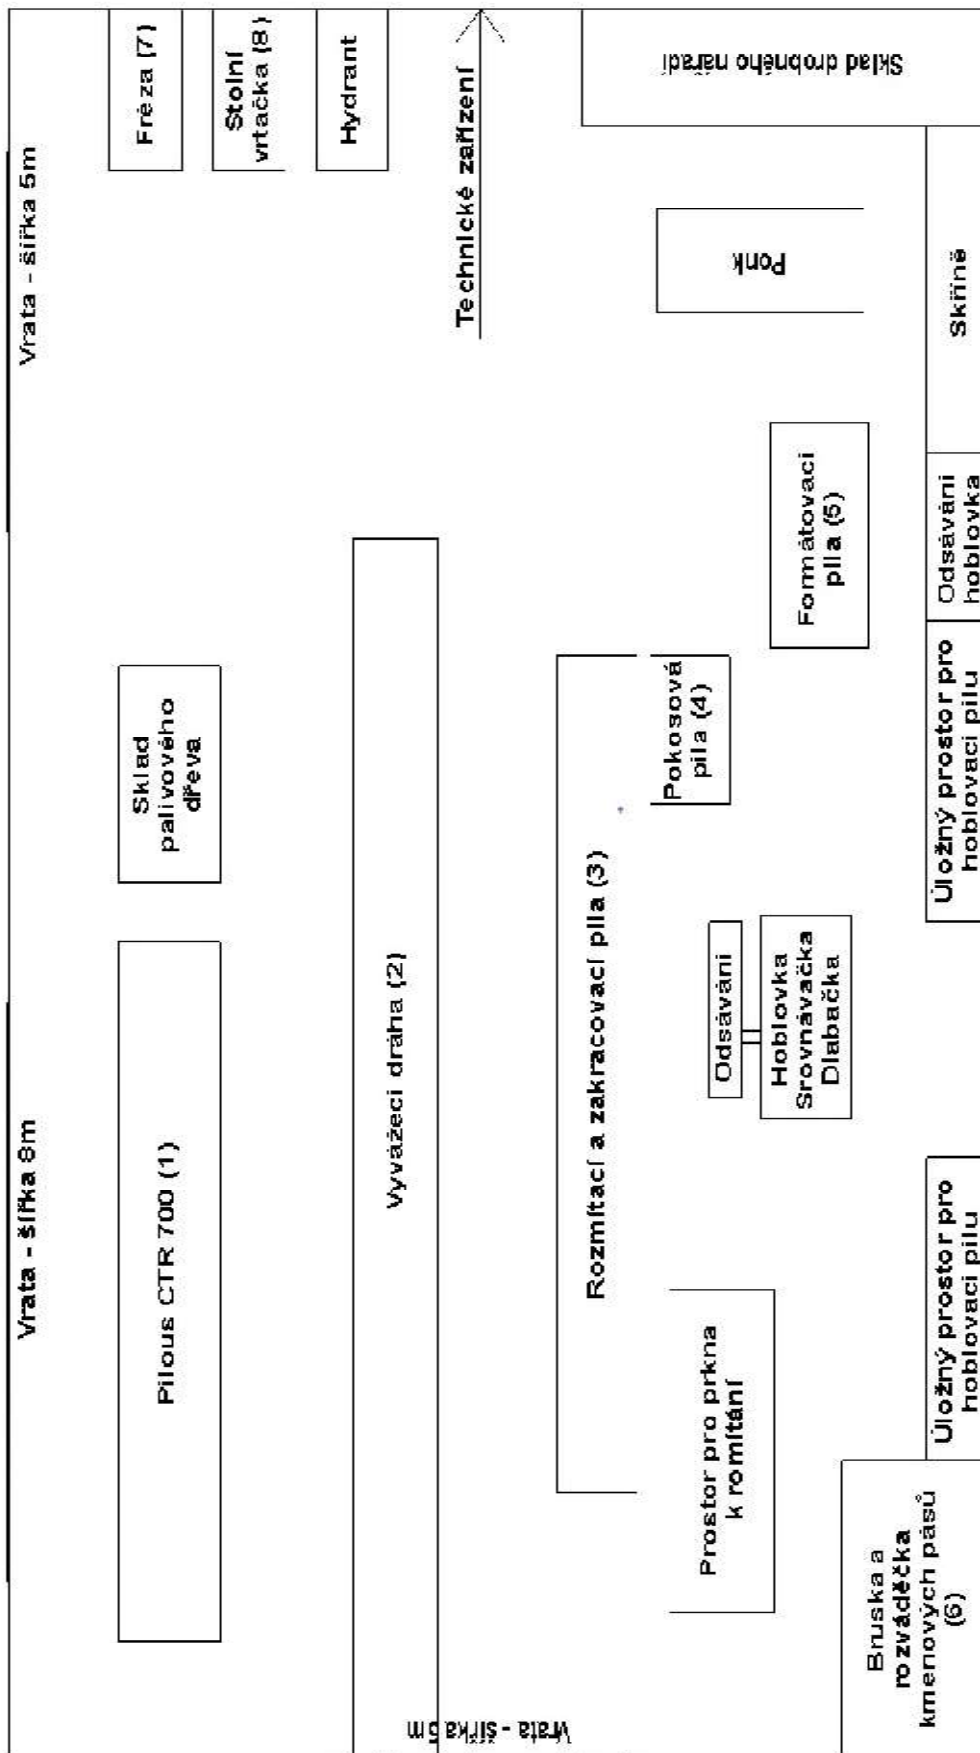 Vrata - šířka 8m
Vrata - šířka 5m
Pilous CTR 700 (1)
Sklad
palivového
dřeva
Fréza (7)
Stolní
vrtačka (8)
Hydrant
Vyvážecí dráha (2)
Technické zařízení
Vrata - šířka 5m
Rozmítací a zakracovací pila (3)
Prostor pro prkna
k romítání
Odsávání
Hoblovka
Srovnávačka
Dlabačka
Pokosová
pila (4)
Formátovací
pila (5)
Ponk
Sklad drobného nářadí
Bruska a
rozváděčka
kmenových pásů
(6)
Úložný prostor pro
hoblovací pilu
Úložný prostor pro
hoblovací pilu
Odsávání
hoblovka
Skříně